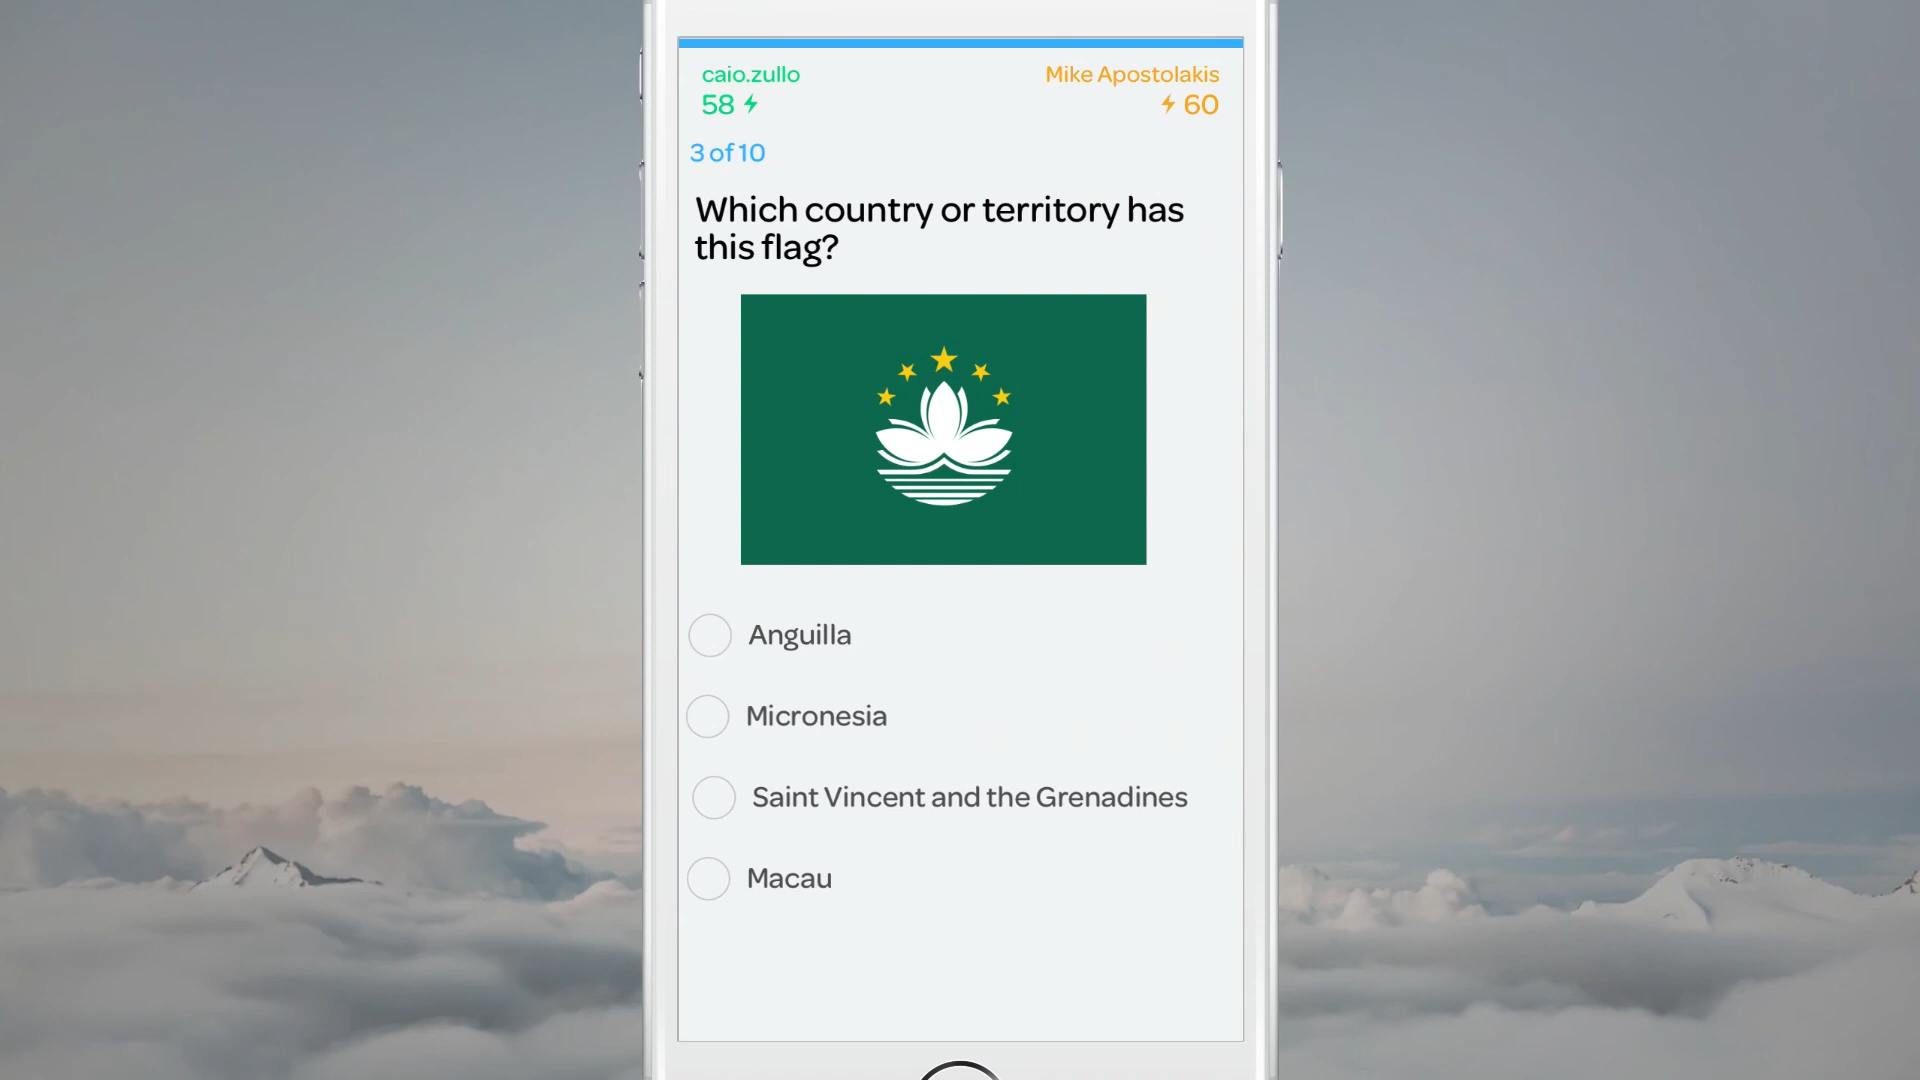 caio.zullo
Mike Apostolakis
58
60
3 of 10
Which country or territory has
this flag?
Anguilla
Micronesia
Saint Vincent and the Grenadines
Macau